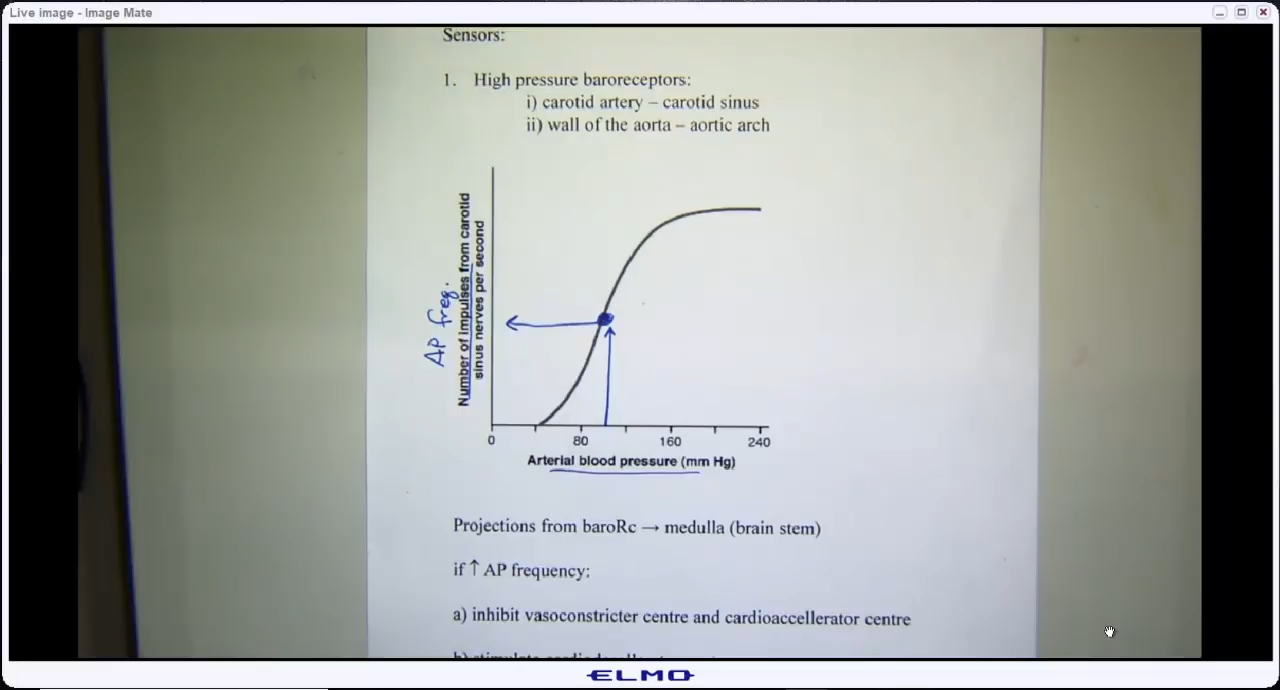 Live image - Image Mate
Sensors:
1. High pressure baroreceptors:
i) carotid artery – carotid sinus
ii) wall of the aorta – aortic arch
AP freq.
Number of impulses from carotid
sinus nerves per second
0 80 160 240
Arterial blood pressure (mm Hg)
Projections from baroRc → medulla (brain stem)
if ↑ AP frequency:
a) inhibit vasoconstricter centre and cardioaccellerator centre
ELMO